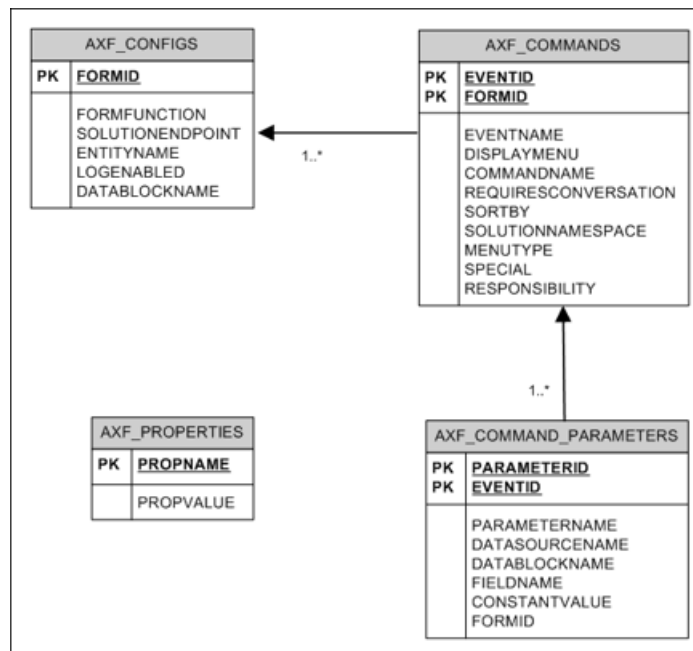 AXF_CONFIGS
PK FORMID
FORMFUNCTION
SOLUTIONENDPOINT
ENTITYNAME
LOGENABLED
DATABLOCKNAME
1..*
AXF_COMMANDS
PK EVENTID
PK FORMID
EVENTNAME
DISPLAYMENU
COMMANDNAME
REQUIRESCONVERSATION
SORTBY
SOLUTIONNAMESPACE
MENUTYPE
SPECIAL
RESPONSIBILITY
1..*
AXF_PROPERTIES
PK PROPNAME
PROPVALUE
AXF_COMMAND_PARAMETERS
PK PARAMETERID
PK EVENTID
PARAMETERNAME
DATASOURCENAME
DATABLOCKNAME
FIELDNAME
CONSTANTVALUE
FORMID